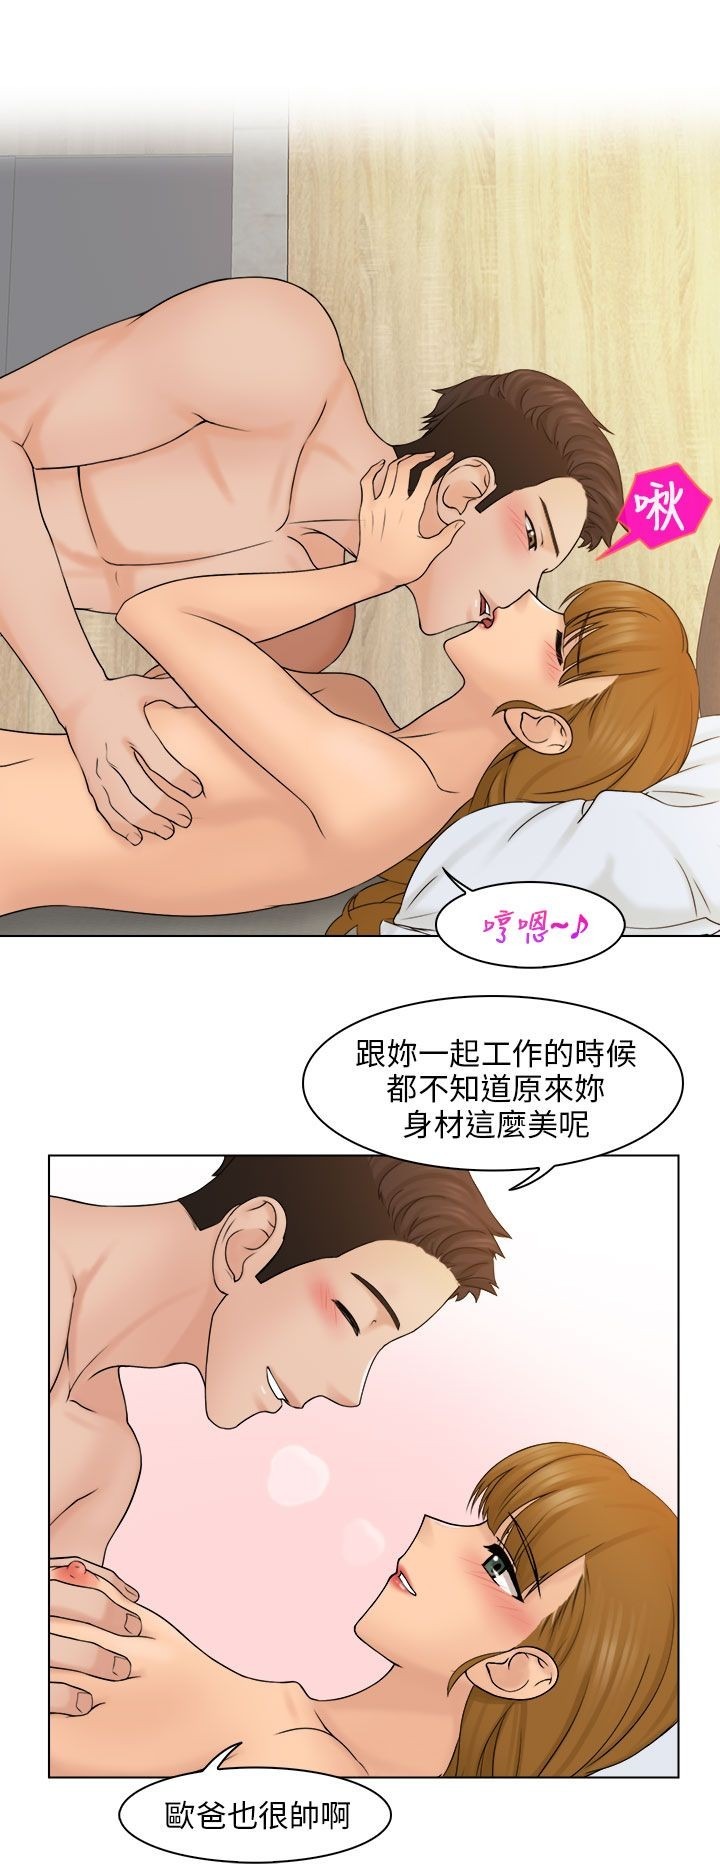 啾
哼嗯~♪
跟妳一起工作的時候
都不知道原來妳
身材這麼美呢
歐爸也很帥啊